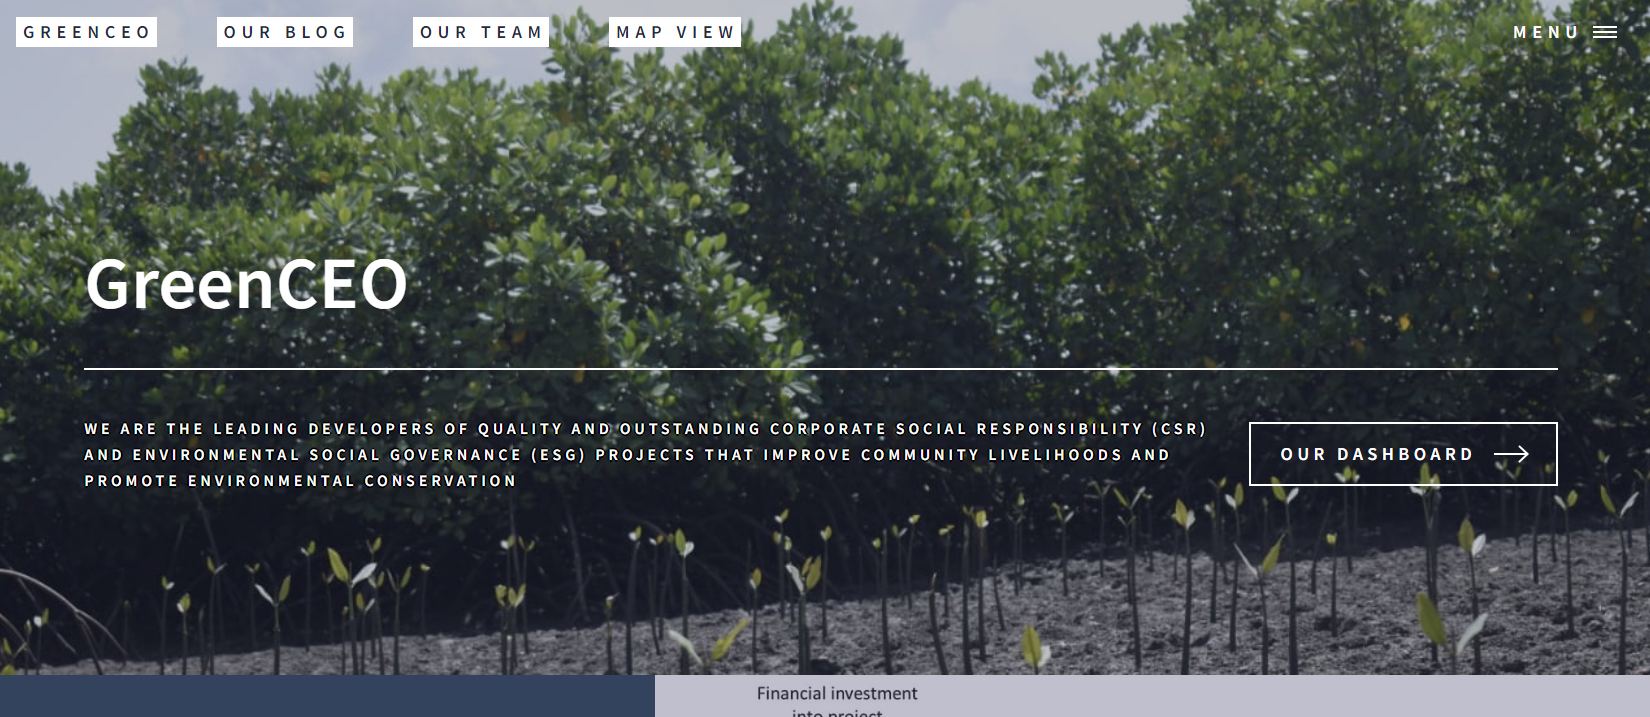 GREENCEO
OUR BLOG
OUR TEAM
MAP VIEW
MENU
GreenCEO
WE ARE THE LEADING DEVELOPERS OF QUALITY AND OUTSTANDING CORPORATE SOCIAL RESPONSIBILITY (CSR)
AND ENVIRONMENTAL SOCIAL GOVERNANCE (ESG) PROJECTS THAT IMPROVE COMMUNITY LIVELIHOODS AND
PROMOTE ENVIRONMENTAL CONSERVATION
OUR DASHBOARD
Financial investment
into project